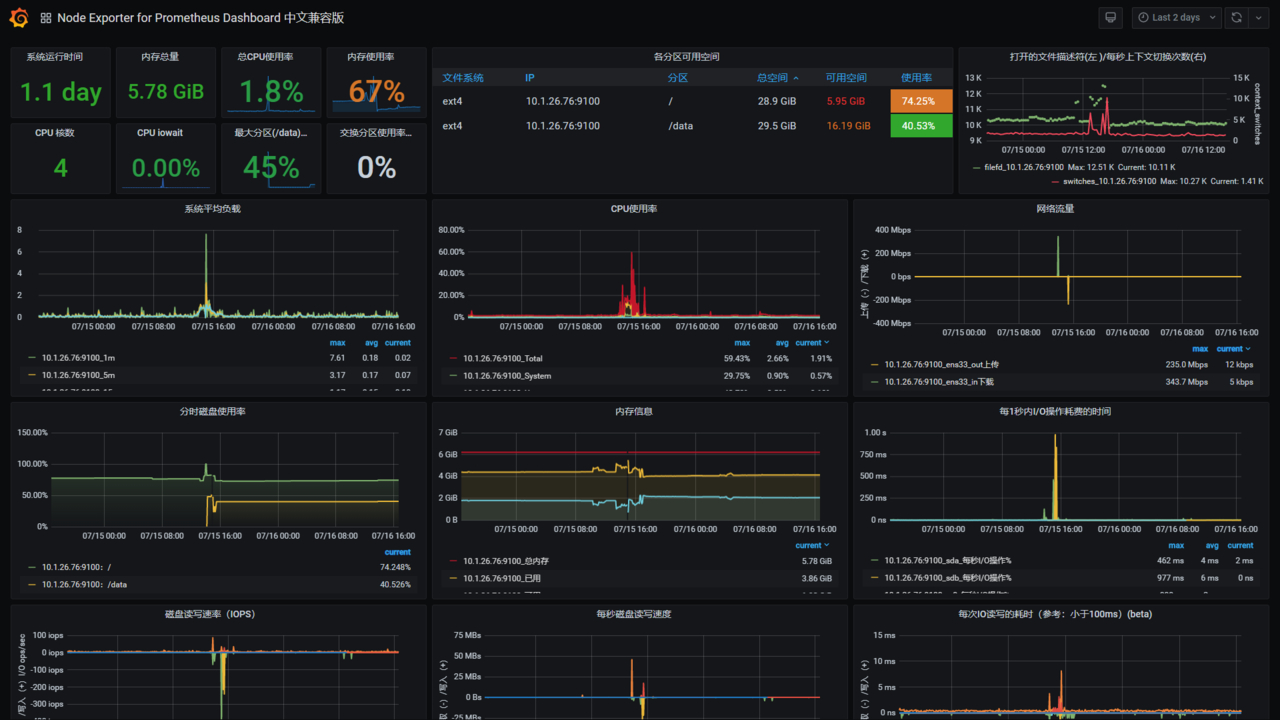 Node Exporter for Prometheus Dashboard 中文兼容版
Last 2 days
系统运行时间
1.1 day
内存总量
5.78 GiB
总CPU使用率
1.8%
内存使用率
67%
CPU 核数
4
CPU iowait
0.00%
最大分区(/data)...
45%
交换分区使用率...
0%
各分区可用空间
文件系统 IP 分区 总空间 可用空间 使用率
ext4 10.1.26.76:9100 / 28.9 GiB 5.95 GiB 74.25%
ext4 10.1.26.76:9100 /data 29.5 GiB 16.19 GiB 40.53%
打开的文件描述符(左 )/每秒上下文切换次数(右)
13 K
12 K
11 K
10 K
9 K
15 K
10 K
5 K
0
context_switches
07/15 00:00 07/15 12:00 07/16 00:00 07/16 12:00
filefd_10.1.26.76:9100 Max: 12.51 K Current: 10.11 K
switches_10.1.26.76:9100 Max: 10.27 K Current: 1.41 K
系统平均负载
8
6
4
2
0
07/15 00:00 07/15 08:00 07/15 16:00 07/16 00:00 07/16 08:00 07/16 16:00
max avg current
10.1.26.76:9100_1m 7.61 0.18 0.02
10.1.26.76:9100_5m 3.17 0.17 0.07
CPU使用率
80.00%
60.00%
40.00%
20.00%
0%
07/15 00:00 07/15 08:00 07/15 16:00 07/16 00:00 07/16 08:00 07/16 16:00
max avg current
10.1.26.76:9100_Total 59.43% 2.66% 1.91%
10.1.26.76:9100_System 29.75% 0.90% 0.57%
网络流量
上传（-）/下载（+）
400 Mbps
200 Mbps
0 bps
-200 Mbps
-400 Mbps
07/15 00:00 07/15 08:00 07/15 16:00 07/16 00:00 07/16 08:00 07/16 16:00
max current
10.1.26.76:9100_ens33_out上传 235.0 Mbps 12 kbps
10.1.26.76:9100_ens33_in下载 343.7 Mbps 5 kbps
分时磁盘使用率
150.00%
100.00%
50.00%
0%
07/15 00:00 07/15 08:00 07/15 16:00 07/16 00:00 07/16 08:00 07/16 16:00
current
10.1.26.76:9100：/ 74.248%
10.1.26.76:9100：/data 40.526%
内存信息
7 GiB
6 GiB
4 GiB
2 GiB
0 B
07/15 00:00 07/15 08:00 07/15 16:00 07/16 00:00 07/16 08:00 07/16 16:00
current
10.1.26.76:9100_总内存 5.78 GiB
10.1.26.76:9100_已用 3.86 GiB
每1秒内I/O操作耗费的时间
1.00 s
750 ms
500 ms
250 ms
0 ns
07/15 00:00 07/15 08:00 07/15 16:00 07/16 00:00 07/16 08:00 07/16 16:00
max avg current
10.1.26.76:9100_sda_每秒I/O操作% 462 ms 4 ms 2 ms
10.1.26.76:9100_sdb_每秒I/O操作% 977 ms 6 ms 0 ns
磁盘读写速率（IOPS）
/写入（+）I/O ops/sec
100 iops
0 iops
-100 iops
-200 iops
-300 iops
每秒磁盘读写速度
（-）/写入（+）
75 MBs
50 MBs
25 MBs
0 Bs
-25 MBs
每次IO读写的耗时（参考：小于100ms）(beta)
（-）/写入（+）
15 ms
10 ms
5 ms
0 ns